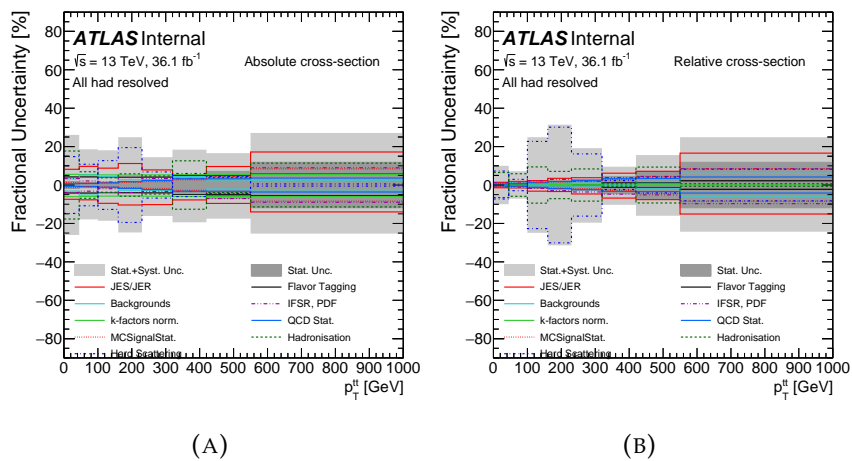 Fractional Uncertainty [%]
80
60
40
20
0
−20
−40
−60
−80
ATLAS Internal
√s = 13 TeV, 36.1 fb⁻¹
Absolute cross-section
All had resolved
Stat.+Syst. Unc.
Stat. Unc.
JES/JER
Flavor Tagging
Backgrounds
IFSR, PDF
k-factors norm.
QCD Stat.
MCSignalStat.
Hadronisation
Hard Scattering
0 100 200 300 400 500 600 700 800 900 1000
p_T^tt [GeV]
(A)
Fractional Uncertainty [%]
80
60
40
20
0
−20
−40
−60
−80
ATLAS Internal
√s = 13 TeV, 36.1 fb⁻¹
Relative cross-section
All had resolved
Stat.+Syst. Unc.
Stat. Unc.
JES/JER
Flavor Tagging
Backgrounds
IFSR, PDF
k-factors norm.
QCD Stat.
MCSignalStat.
Hadronisation
Hard Scattering
0 100 200 300 400 500 600 700 800 900 1000
p_T^tt [GeV]
(B)